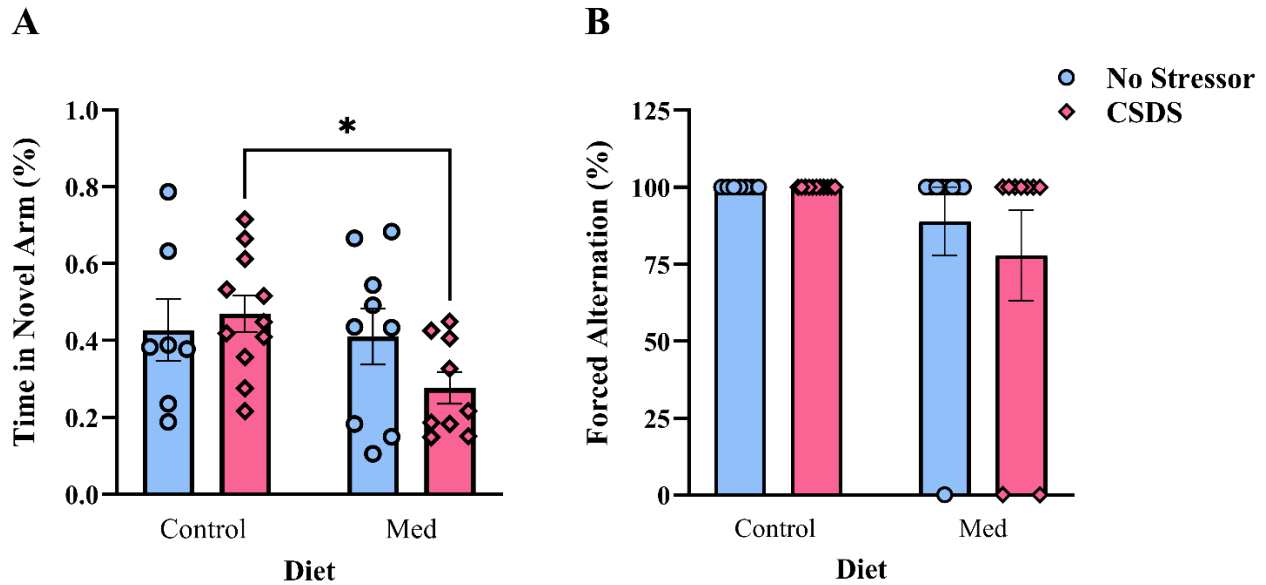 A
Time in Novel Arm (%)
1.0
0.8
0.6
0.4
0.2
0.0
*
Control
Med
Diet
B
No Stressor
CSDS
Forced Alternation (%)
125
100
75
50
25
0
Control
Med
Diet